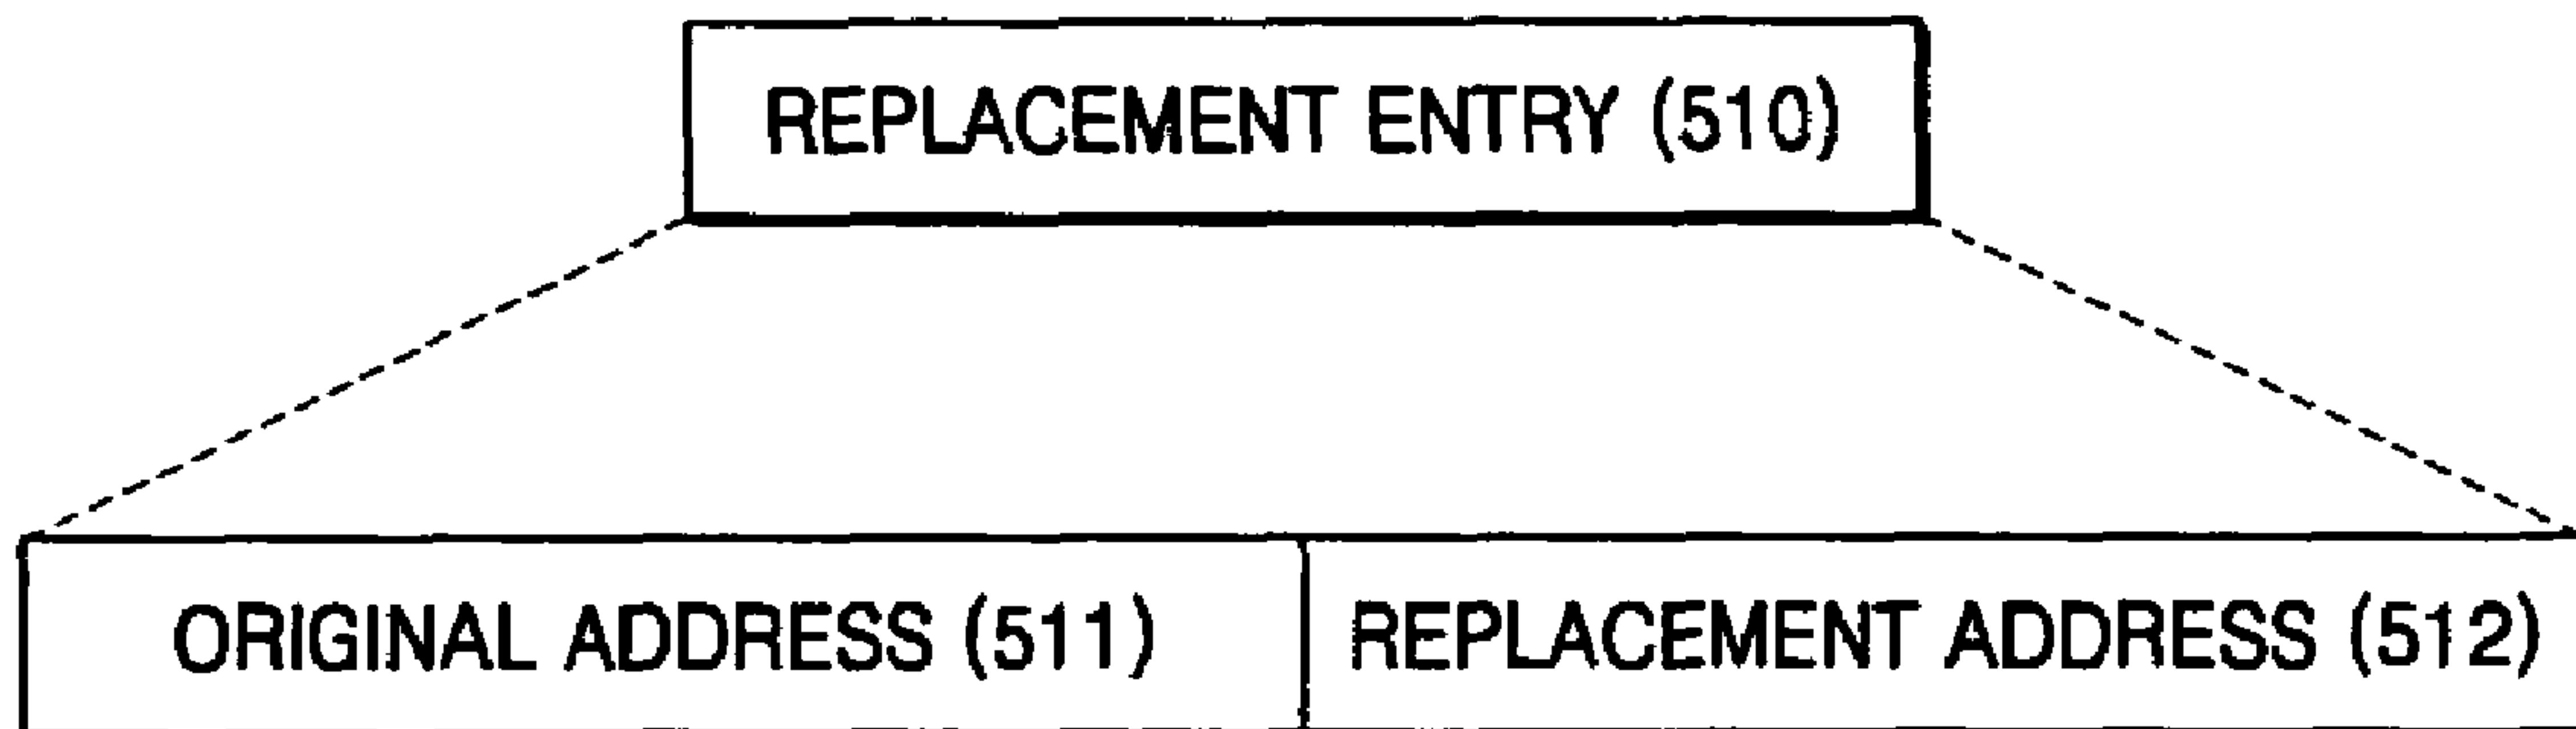 REPLACEMENT ENTRY (510)
ORIGINAL ADDRESS (511)
REPLACEMENT ADDRESS (512)